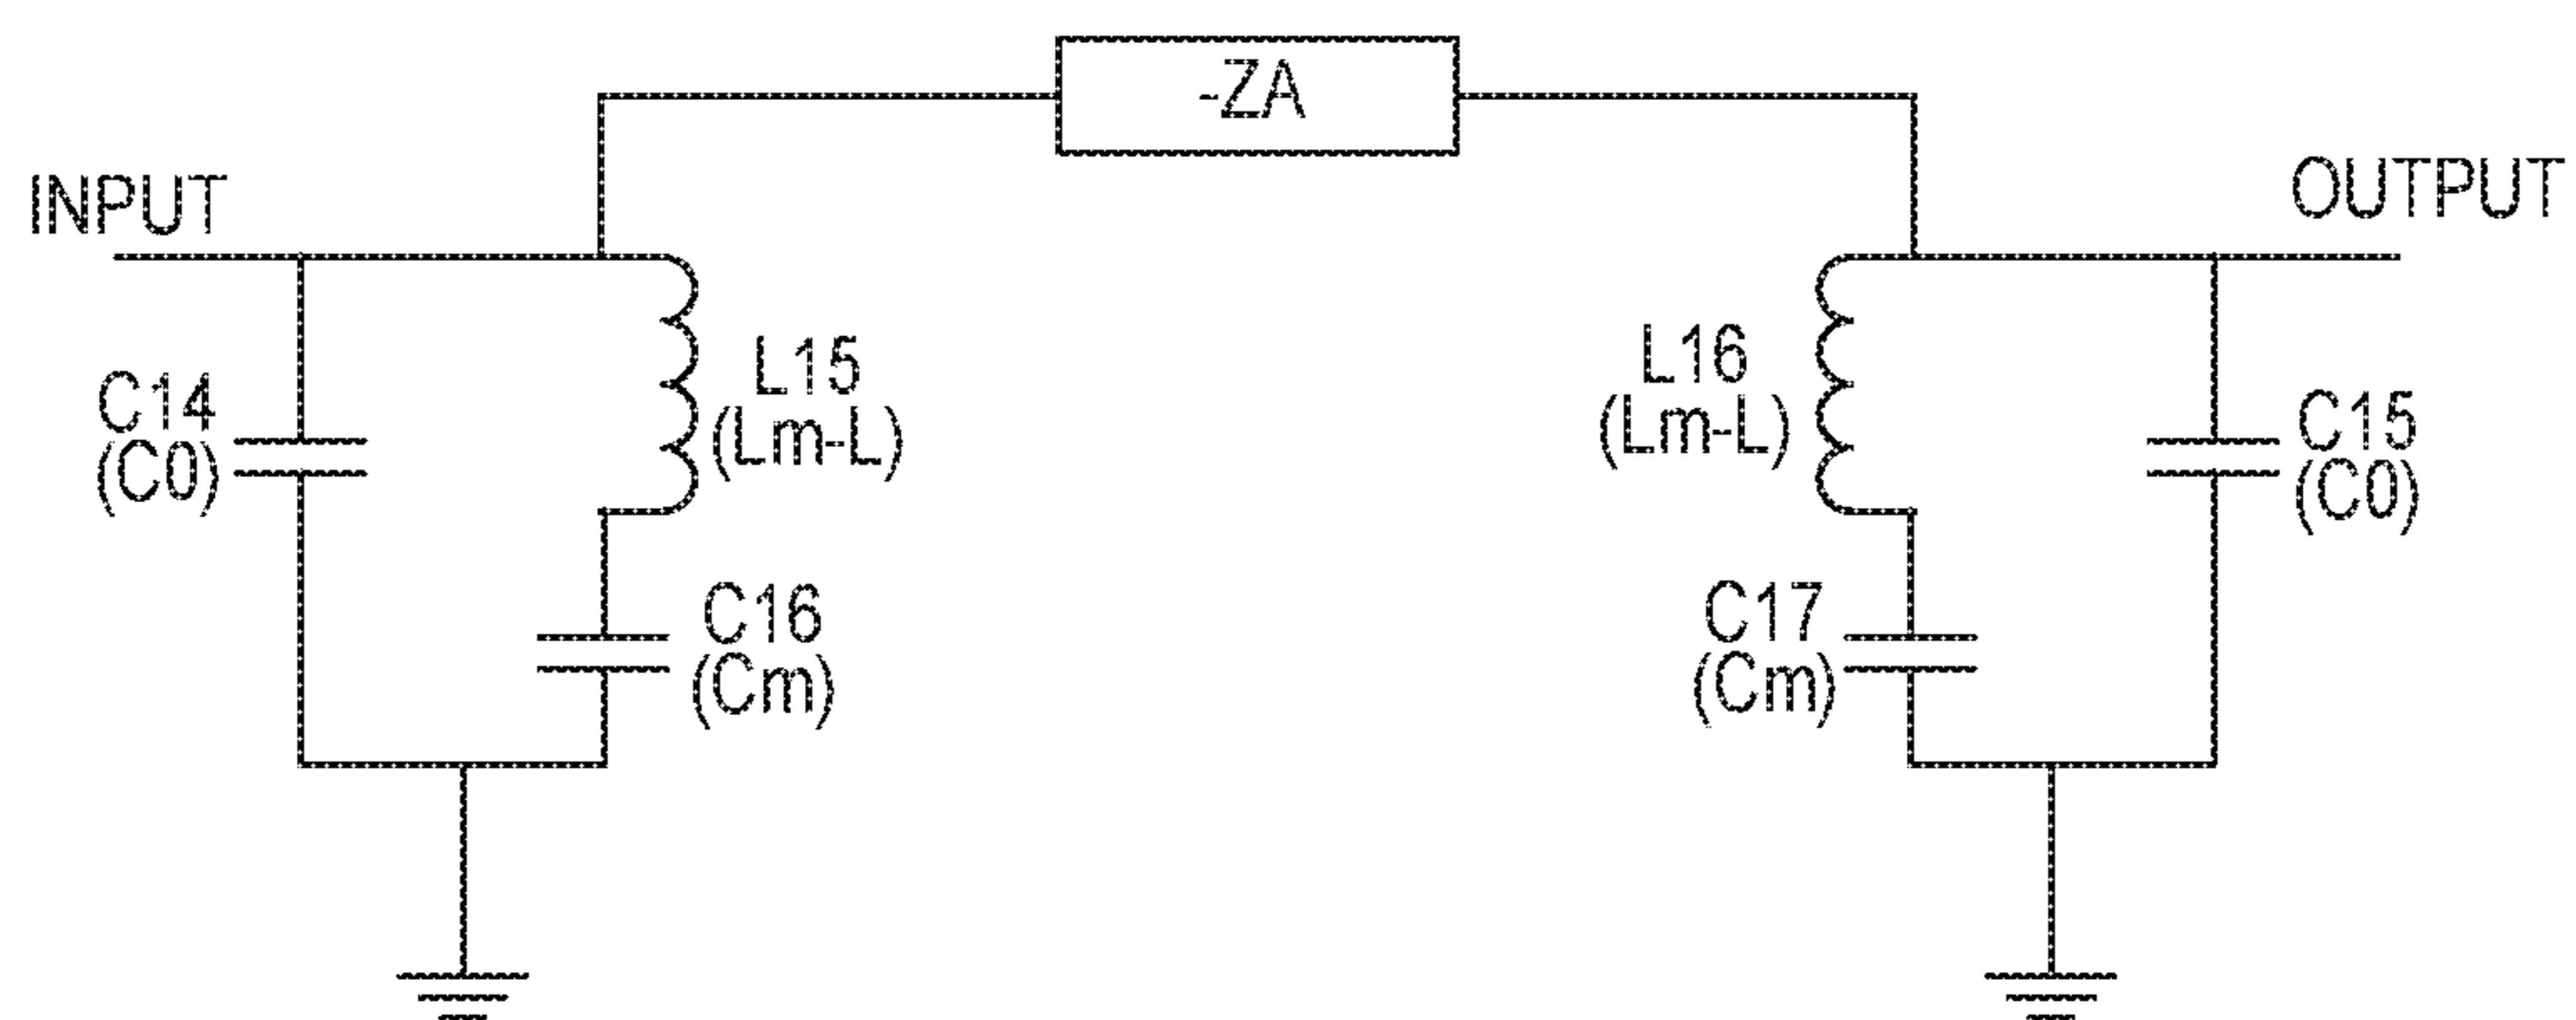 -ZA
INPUT
OUTPUT
C14
(C0)
L15
(Lm-L)
L16
(Lm-L)
C15
(C0)
C16
(Cm)
C17
(Cm)